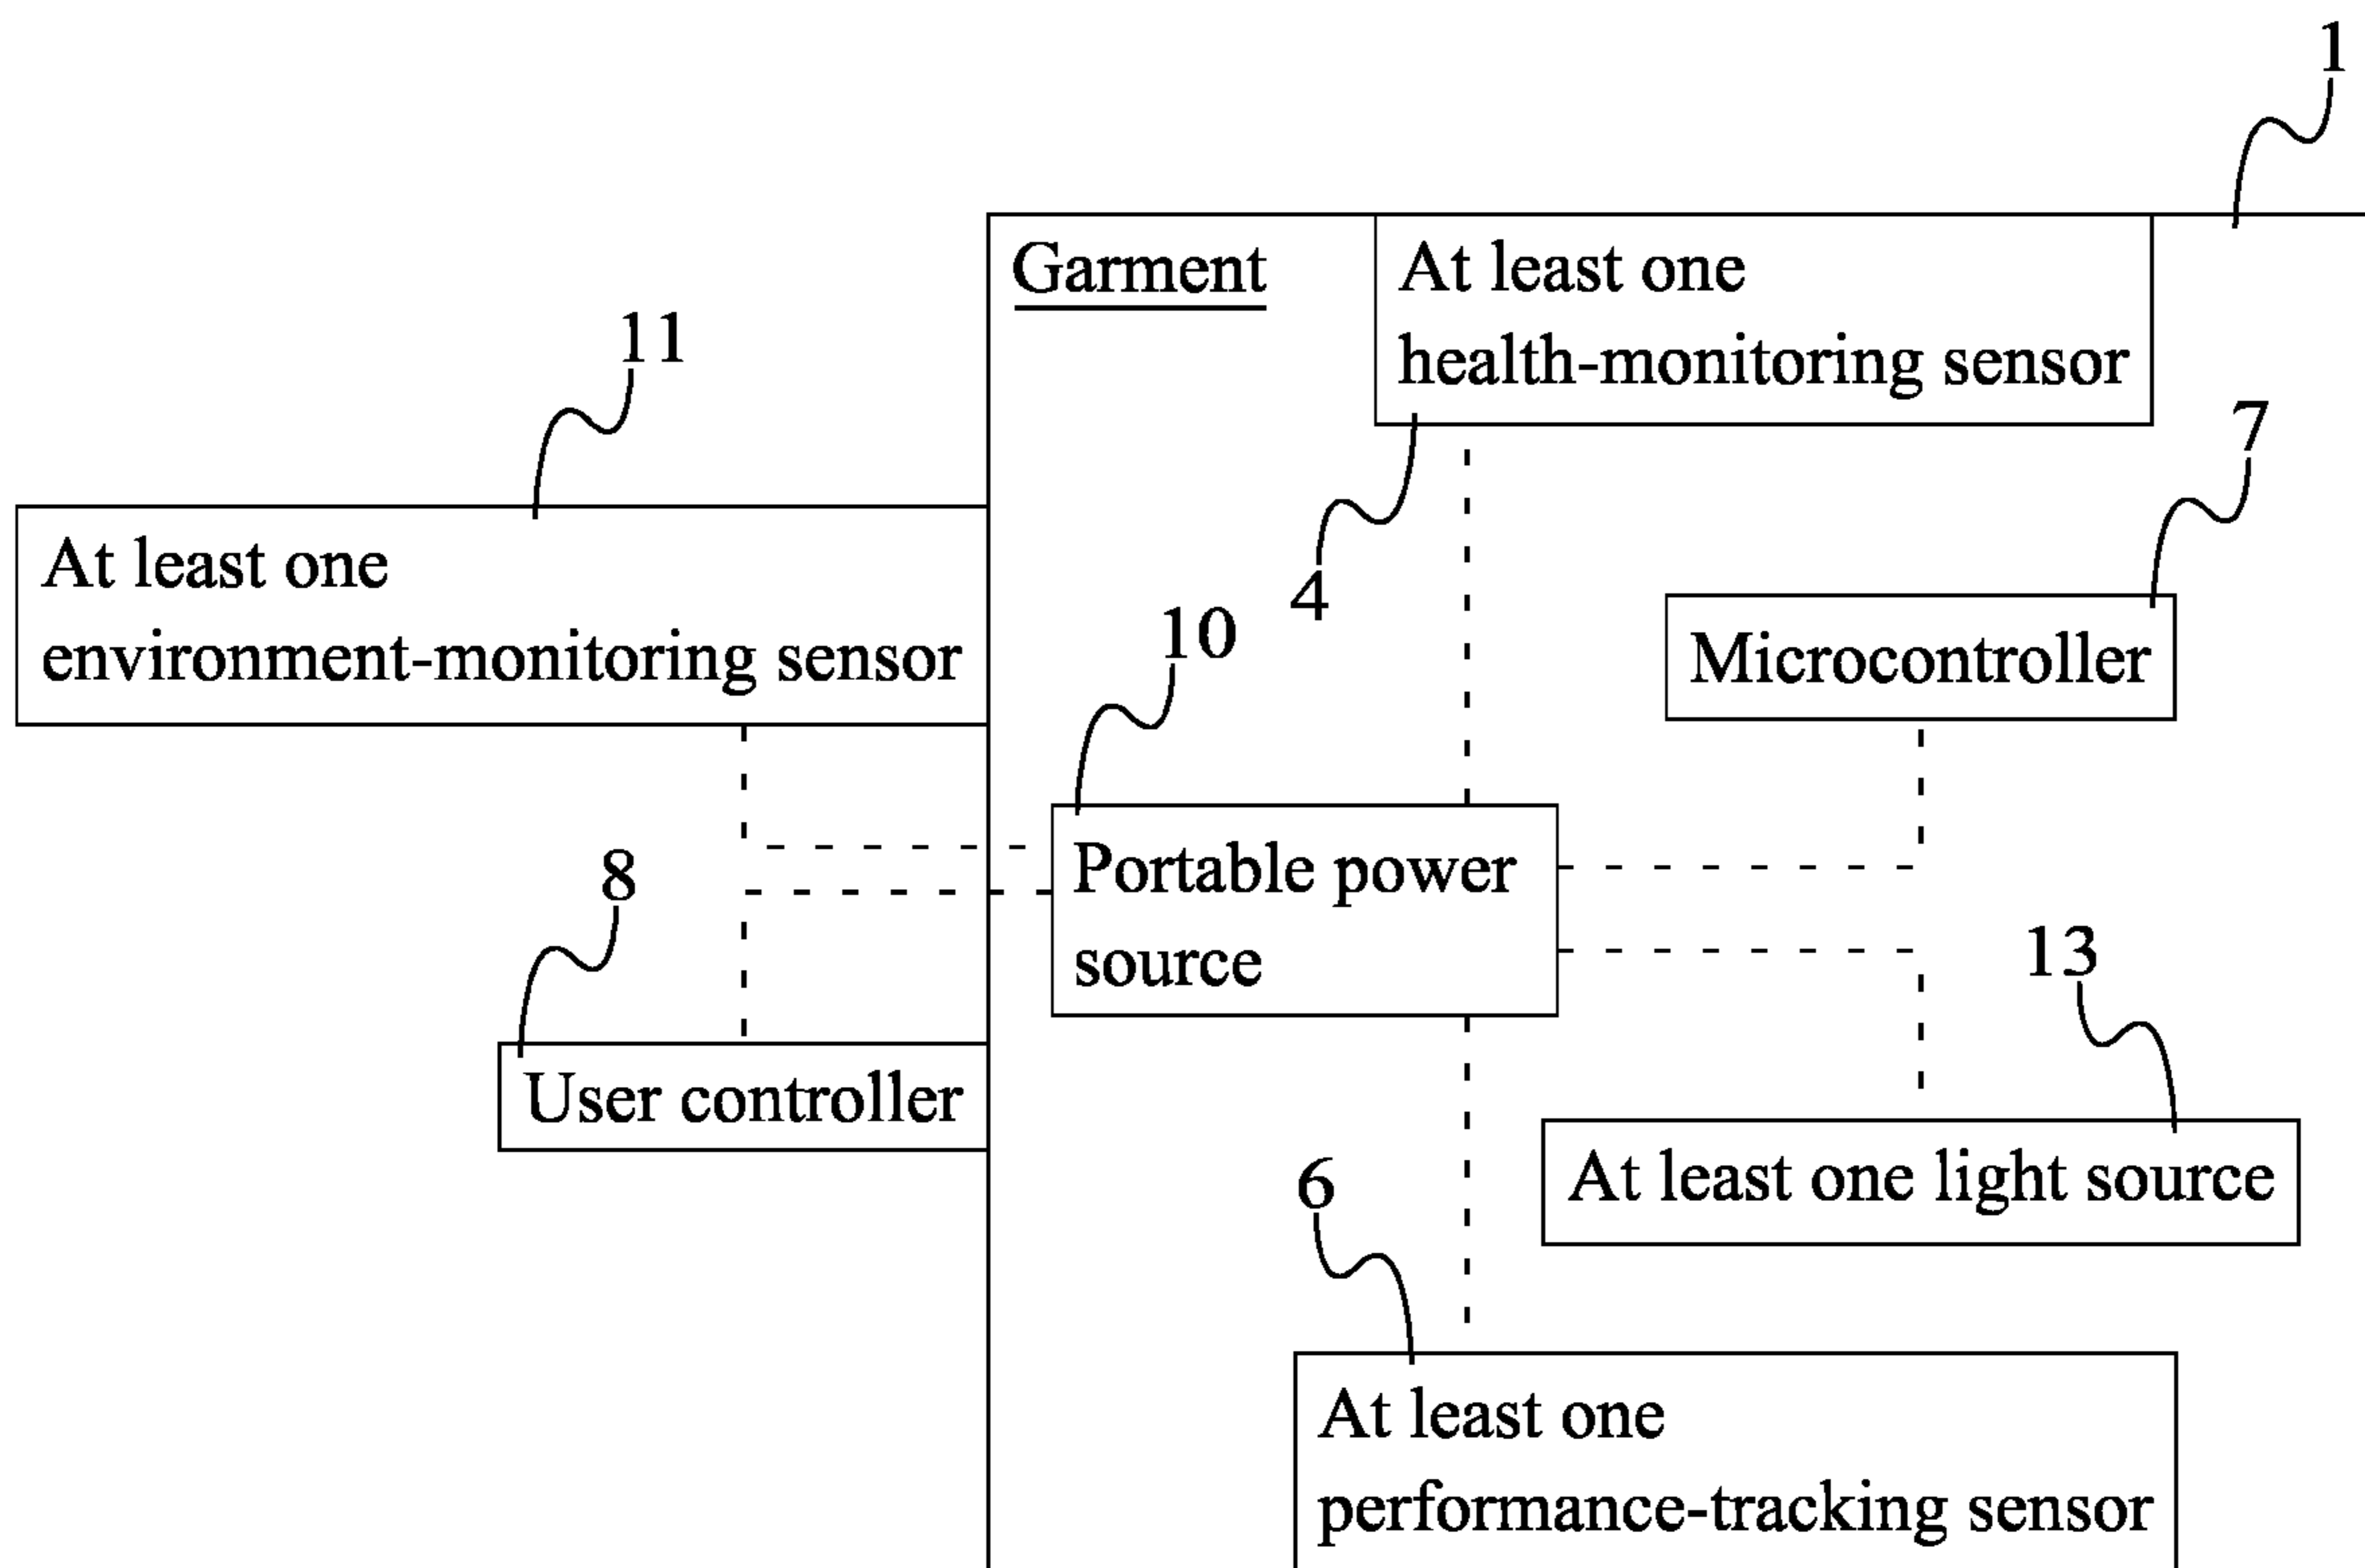 1
Garment
At least one
health-monitoring sensor
11
7
At least one
environment-monitoring sensor
4
10
Microcontroller
8
Portable power
source
13
User controller
At least one light source
6
At least one
performance-tracking sensor